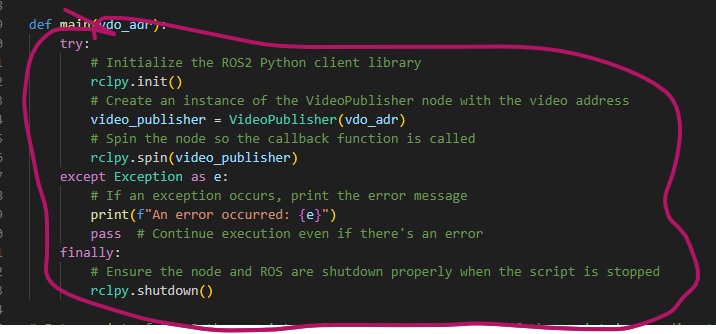 def main(vdo_adr):
try:
# Initialize the ROS2 Python client library
rclpy.init()
# Create an instance of the VideoPublisher node with the video address
video_publisher = VideoPublisher(vdo_adr)
# Spin the node so the callback function is called
rclpy.spin(video_publisher)
except Exception as e:
# If an exception occurs, print the error message
print(f"An error occurred: {e}")
pass  # Continue execution even if there's an error
finally:
# Ensure the node and ROS are shutdown properly when the script is stopped
rclpy.shutdown()